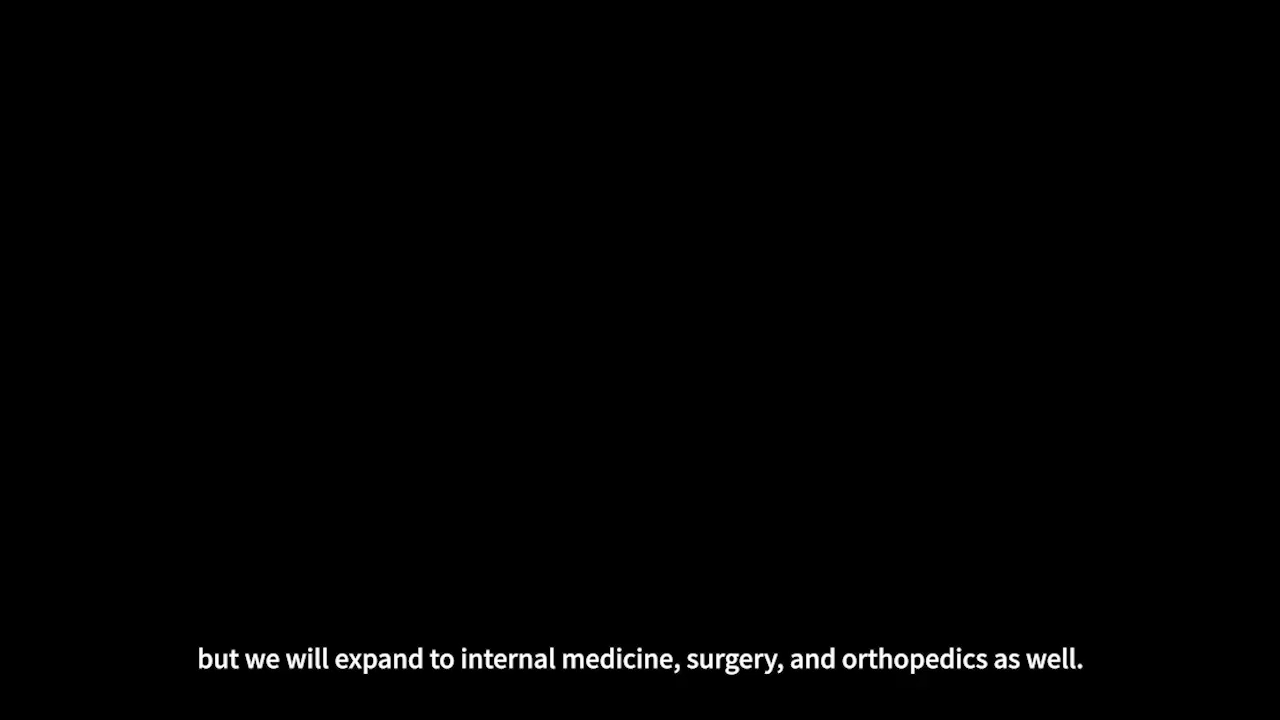 but we will expand to internal medicine, surgery, and orthopedics as well.